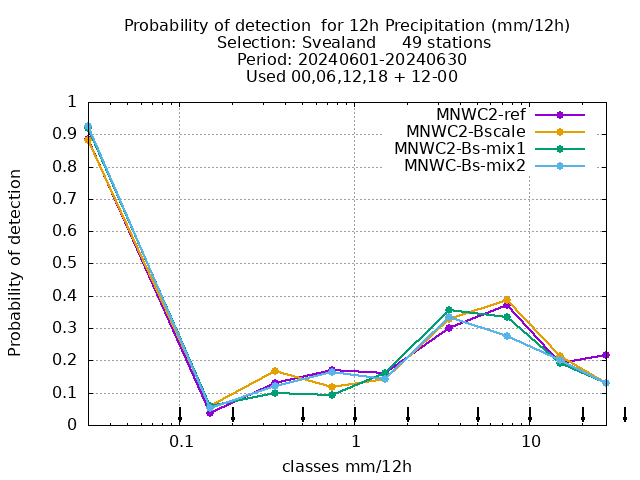 Probability of detection  for 12h Precipitation (mm/12h)
Selection: Svealand     49 stations
Period: 20240601-20240630
Used 00,06,12,18 + 12-00
MNWC2-ref
MNWC2-Bscale
MNWC2-Bs-mix1
MNWC-Bs-mix2
Probability of detection
1
0.9
0.8
0.7
0.6
0.5
0.4
0.3
0.2
0.1
0
0.1 1 10
classes mm/12h